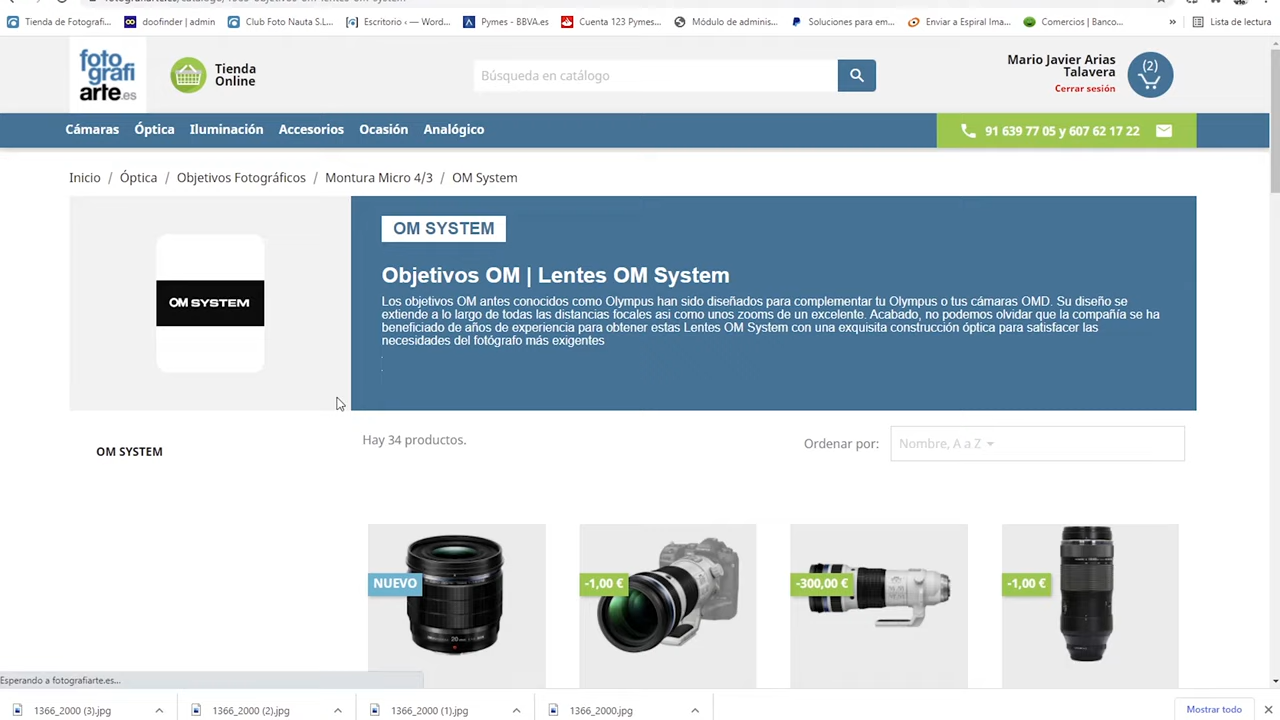 Tienda de Fotografi...
doofinder | admin
Club Foto Nauta S.L...
Escritorio ‹ — Word...
Pymes - BBVA.es
Cuenta 123 Pymes...
Módulo de adminis...
Soluciones para em...
Enviar a Espiral Ima...
Comercios | Banco...
»
Lista de lectura
foto
grafi
arte.es
Tienda
Online
Búsqueda en catálogo
Mario Javier Arias
Talavera
Cerrar sesión
(2)
Cámaras Óptica Iluminación Accesorios Ocasión Analógico
91 639 77 05 y 607 62 17 22
Inicio / Óptica / Objetivos Fotográficos / Montura Micro 4/3 / OM System
OM SYSTEM
OM SYSTEM
Objetivos OM | Lentes OM System
Los objetivos OM antes conocidos como Olympus han sido diseñados para complementar tu Olympus o tus cámaras OMD. Su diseño se
extiende a lo largo de todas las distancias focales asi como unos zooms de un excelente. Acabado, no podemos olvidar que la compañía se ha
beneficiado de años de experiencia para obtener estas Lentes OM System con una exquisita construcción óptica para satisfacer las
necesidades del fotógrafo más exigentes
OM SYSTEM
Hay 34 productos.
Ordenar por:
Nombre, A a Z
NUEVO
-1,00 €
-300,00 €
-1,00 €
Esperando a fotografiarte.es...
1366_2000 (3).jpg
1366_2000 (2).jpg
1366_2000 (1).jpg
1366_2000.jpg
Mostrar todo